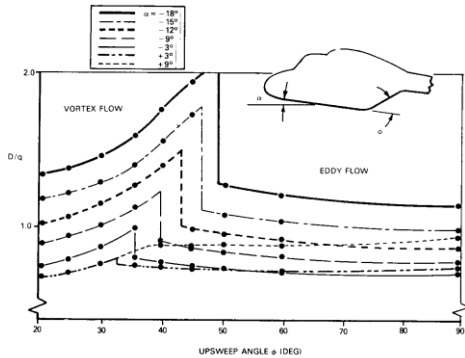 α = − 18°
− 15°
− 12°
− 9°
− 3°
+ 3°
+ 9°
2.0
VORTEX FLOW
α
D/q
EDDY FLOW
1.0
20 30 40 50 60 70 80 90
UPSWEEP ANGLE φ (DEG)